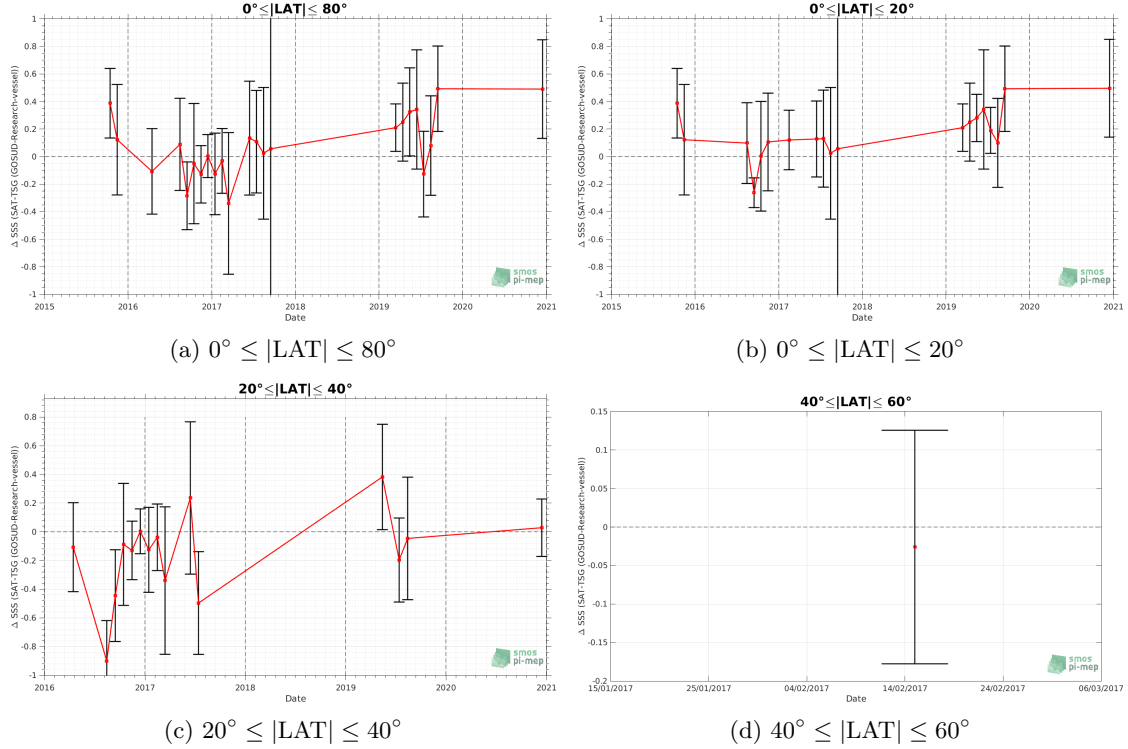 0°≤|LAT|≤ 80°
1
0.8
0.6
0.4
0.2
0
-0.2
-0.4
-0.6
-0.8
-1
Δ SSS (SAT-TSG (GOSUD-Research-vessel))
2015 2016 2017 2018 2019 2020 2021
Date
smos
pi-mep
(a) 0° ≤ |LAT| ≤ 80°
0°≤|LAT|≤ 20°
1
0.8
0.6
0.4
0.2
0
-0.2
-0.4
-0.6
-0.8
-1
Δ SSS (SAT-TSG (GOSUD-Research-vessel))
2015 2016 2017 2018 2019 2020 2021
Date
smos
pi-mep
(b) 0° ≤ |LAT| ≤ 20°
20°≤|LAT|≤ 40°
0.8
0.6
0.4
0.2
0
-0.2
-0.4
-0.6
-0.8
-1
Δ SSS (SAT-TSG (GOSUD-Research-vessel))
2016 2017 2018 2019 2020 2021
Date
smos
pi-mep
(c) 20° ≤ |LAT| ≤ 40°
40°≤|LAT|≤ 60°
0.15
0.1
0.05
0
-0.05
-0.1
-0.15
-0.2
Δ SSS (SAT-TSG (GOSUD-Research-vessel))
15/01/2017 25/01/2017 04/02/2017 14/02/2017 24/02/2017 06/03/2017
Date
smos
pi-mep
(d) 40° ≤ |LAT| ≤ 60°